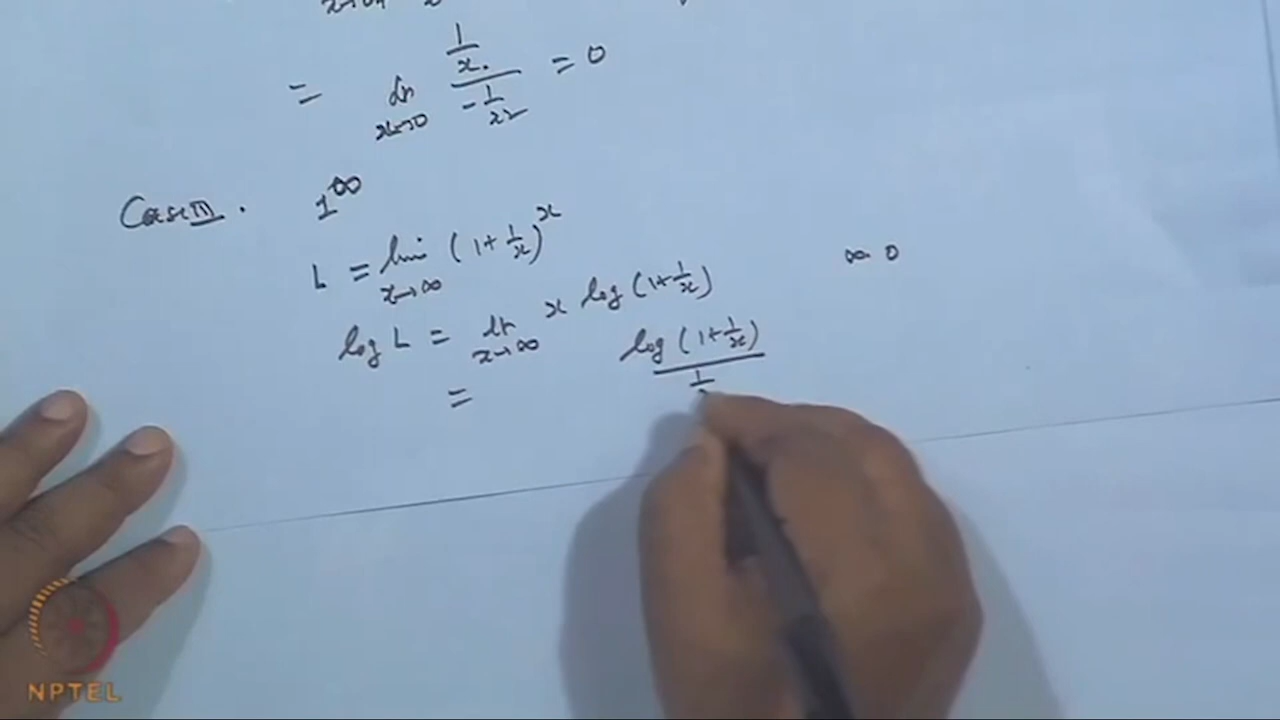 = lt x→0 1/x / -1/x² = 0
Case III. 1^∞
L = lim x→∞ (1+1/x)^x
∞ 0
log L = lt x→∞ x log (1+1/x)
= log (1+1/x) / 1
NPTEL